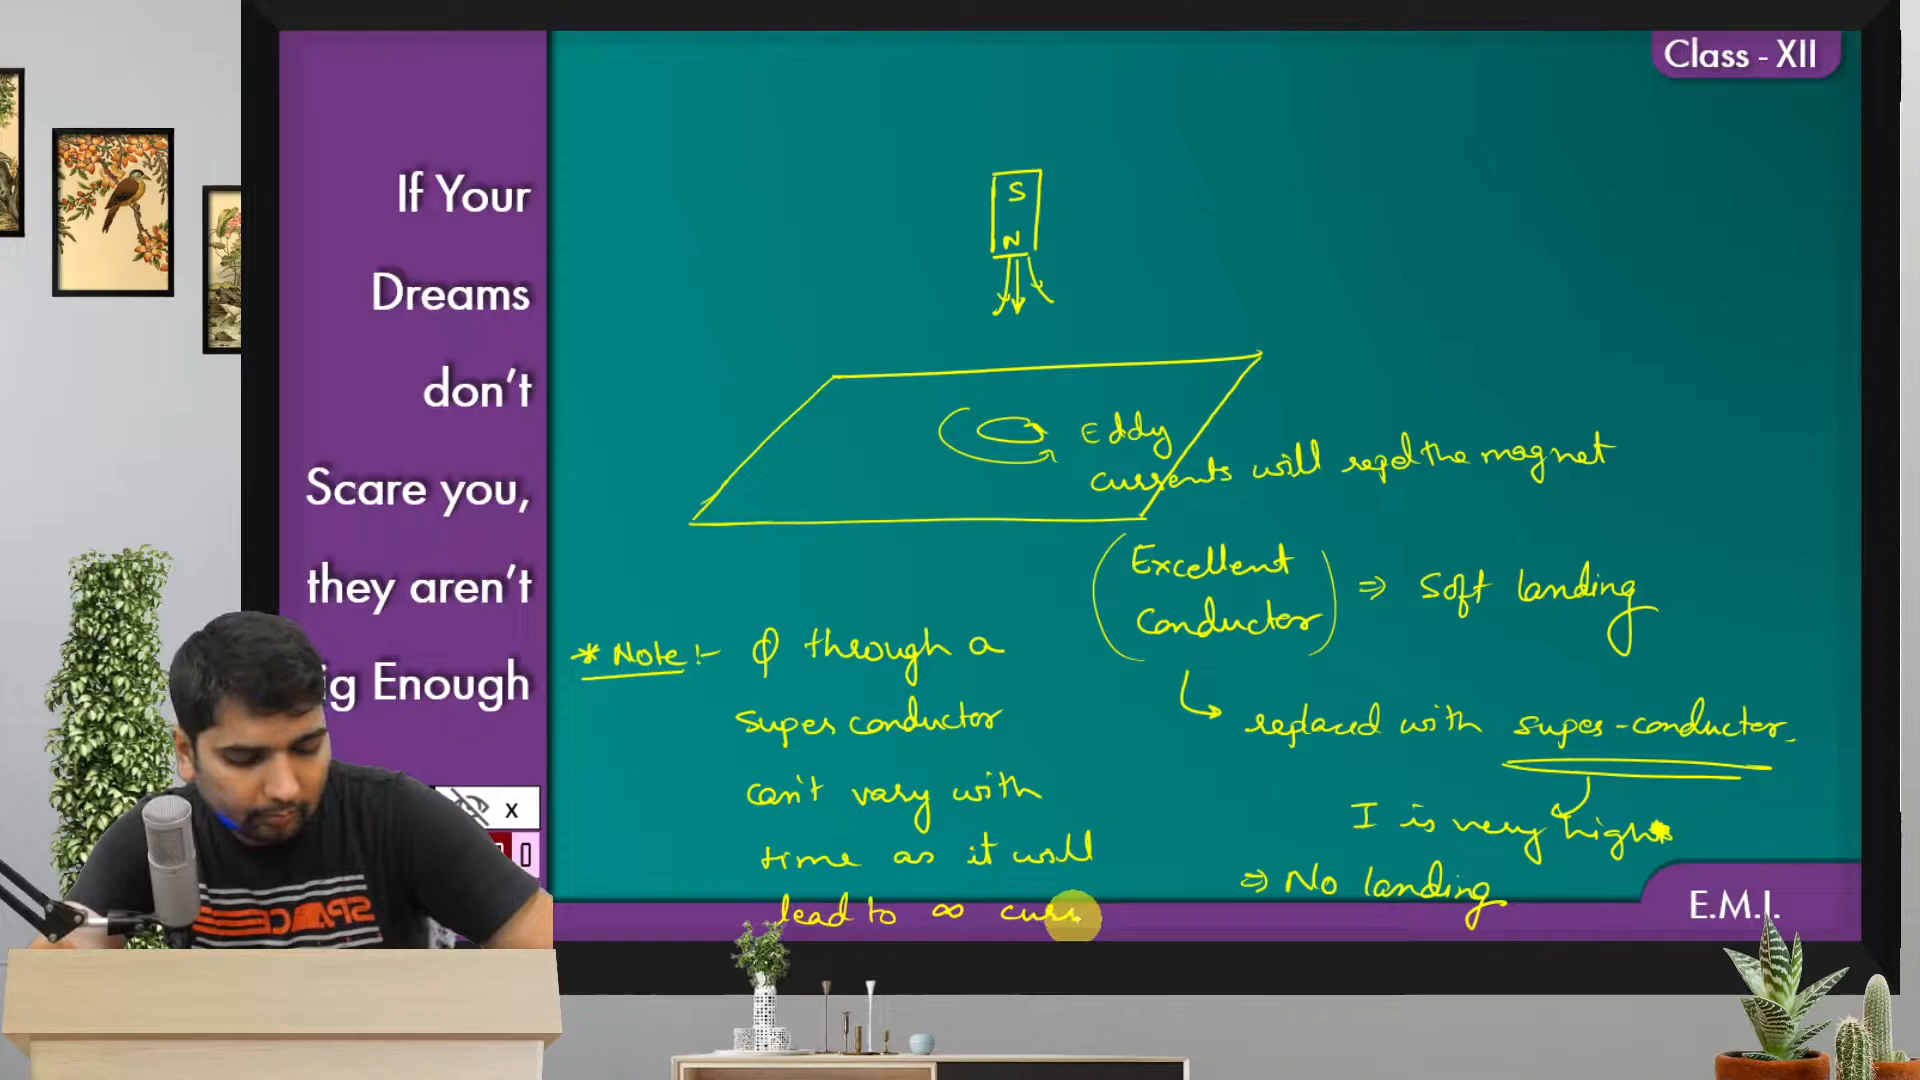 Class - XII
If Your
Dreams
don't
Scare you,
they aren't
ig Enough
S
N
Eddy
currents will repel the magnet
(Excellent
Conductor) ⇒ Soft landing
replaced with super-conductor.
I is very high
⇒ No landing
* Note :- φ through a
super conductor
can't vary with
time as it will
lead to ∞ curr
E.M.I.
x